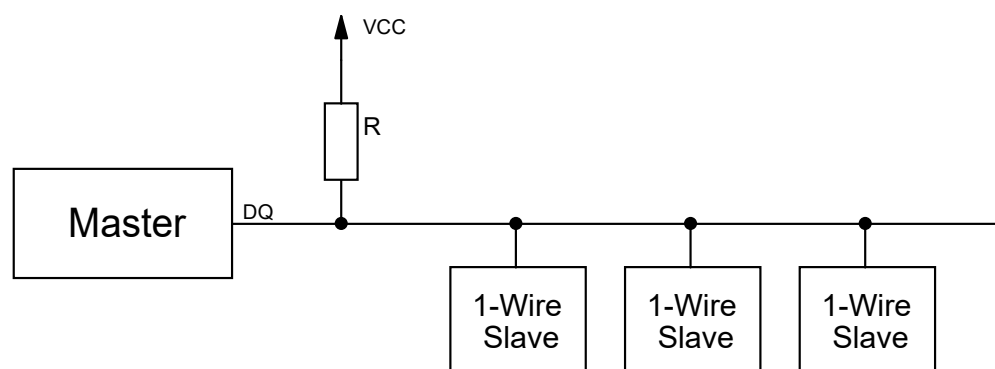 VCC
R
DQ
Master
1-Wire
Slave
1-Wire
Slave
1-Wire
Slave